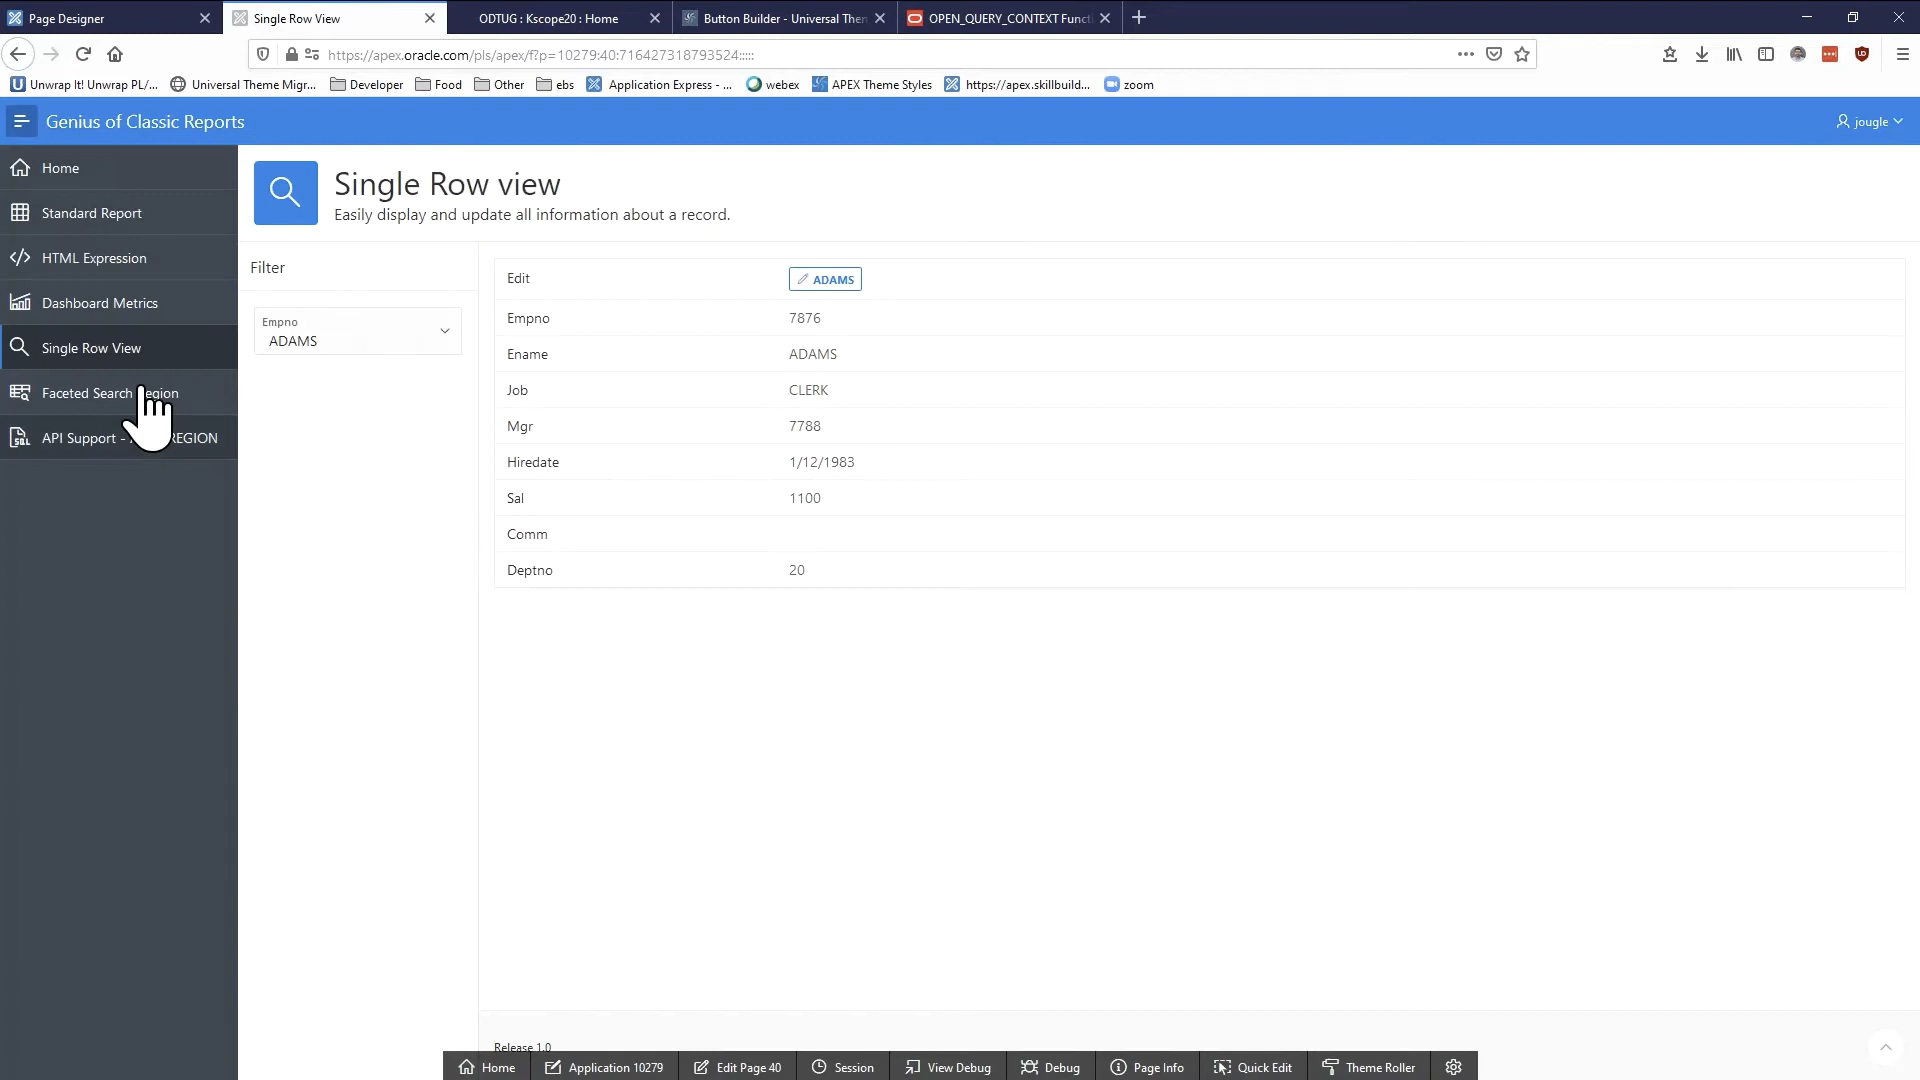 Page Designer
Single Row View
ODTUG : Kscope20 : Home
Button Builder - Universal Then
OPEN_QUERY_CONTEXT Funct
https://apex.oracle.com/pls/apex/f?p=10279:40:716427318793524:::::
Unwrap It! Unwrap PL/...
Universal Theme Migr...
Developer
Food
Other
ebs
Application Express - ...
webex
APEX Theme Styles
https://apex.skillbuild...
zoom
Genius of Classic Reports
jougle
Home
Standard Report
HTML Expression
Dashboard Metrics
Single Row View
Faceted Search egion
API Support - REGION
Single Row view
Easily display and update all information about a record.
Filter
Empno
ADAMS
Edit ADAMS
Empno 7876
Ename ADAMS
Job CLERK
Mgr 7788
Hiredate 1/12/1983
Sal 1100
Comm
Deptno 20
Release 1.0
Home
Application 10279
Edit Page 40
Session
View Debug
Debug
Page Info
Quick Edit
Theme Roller